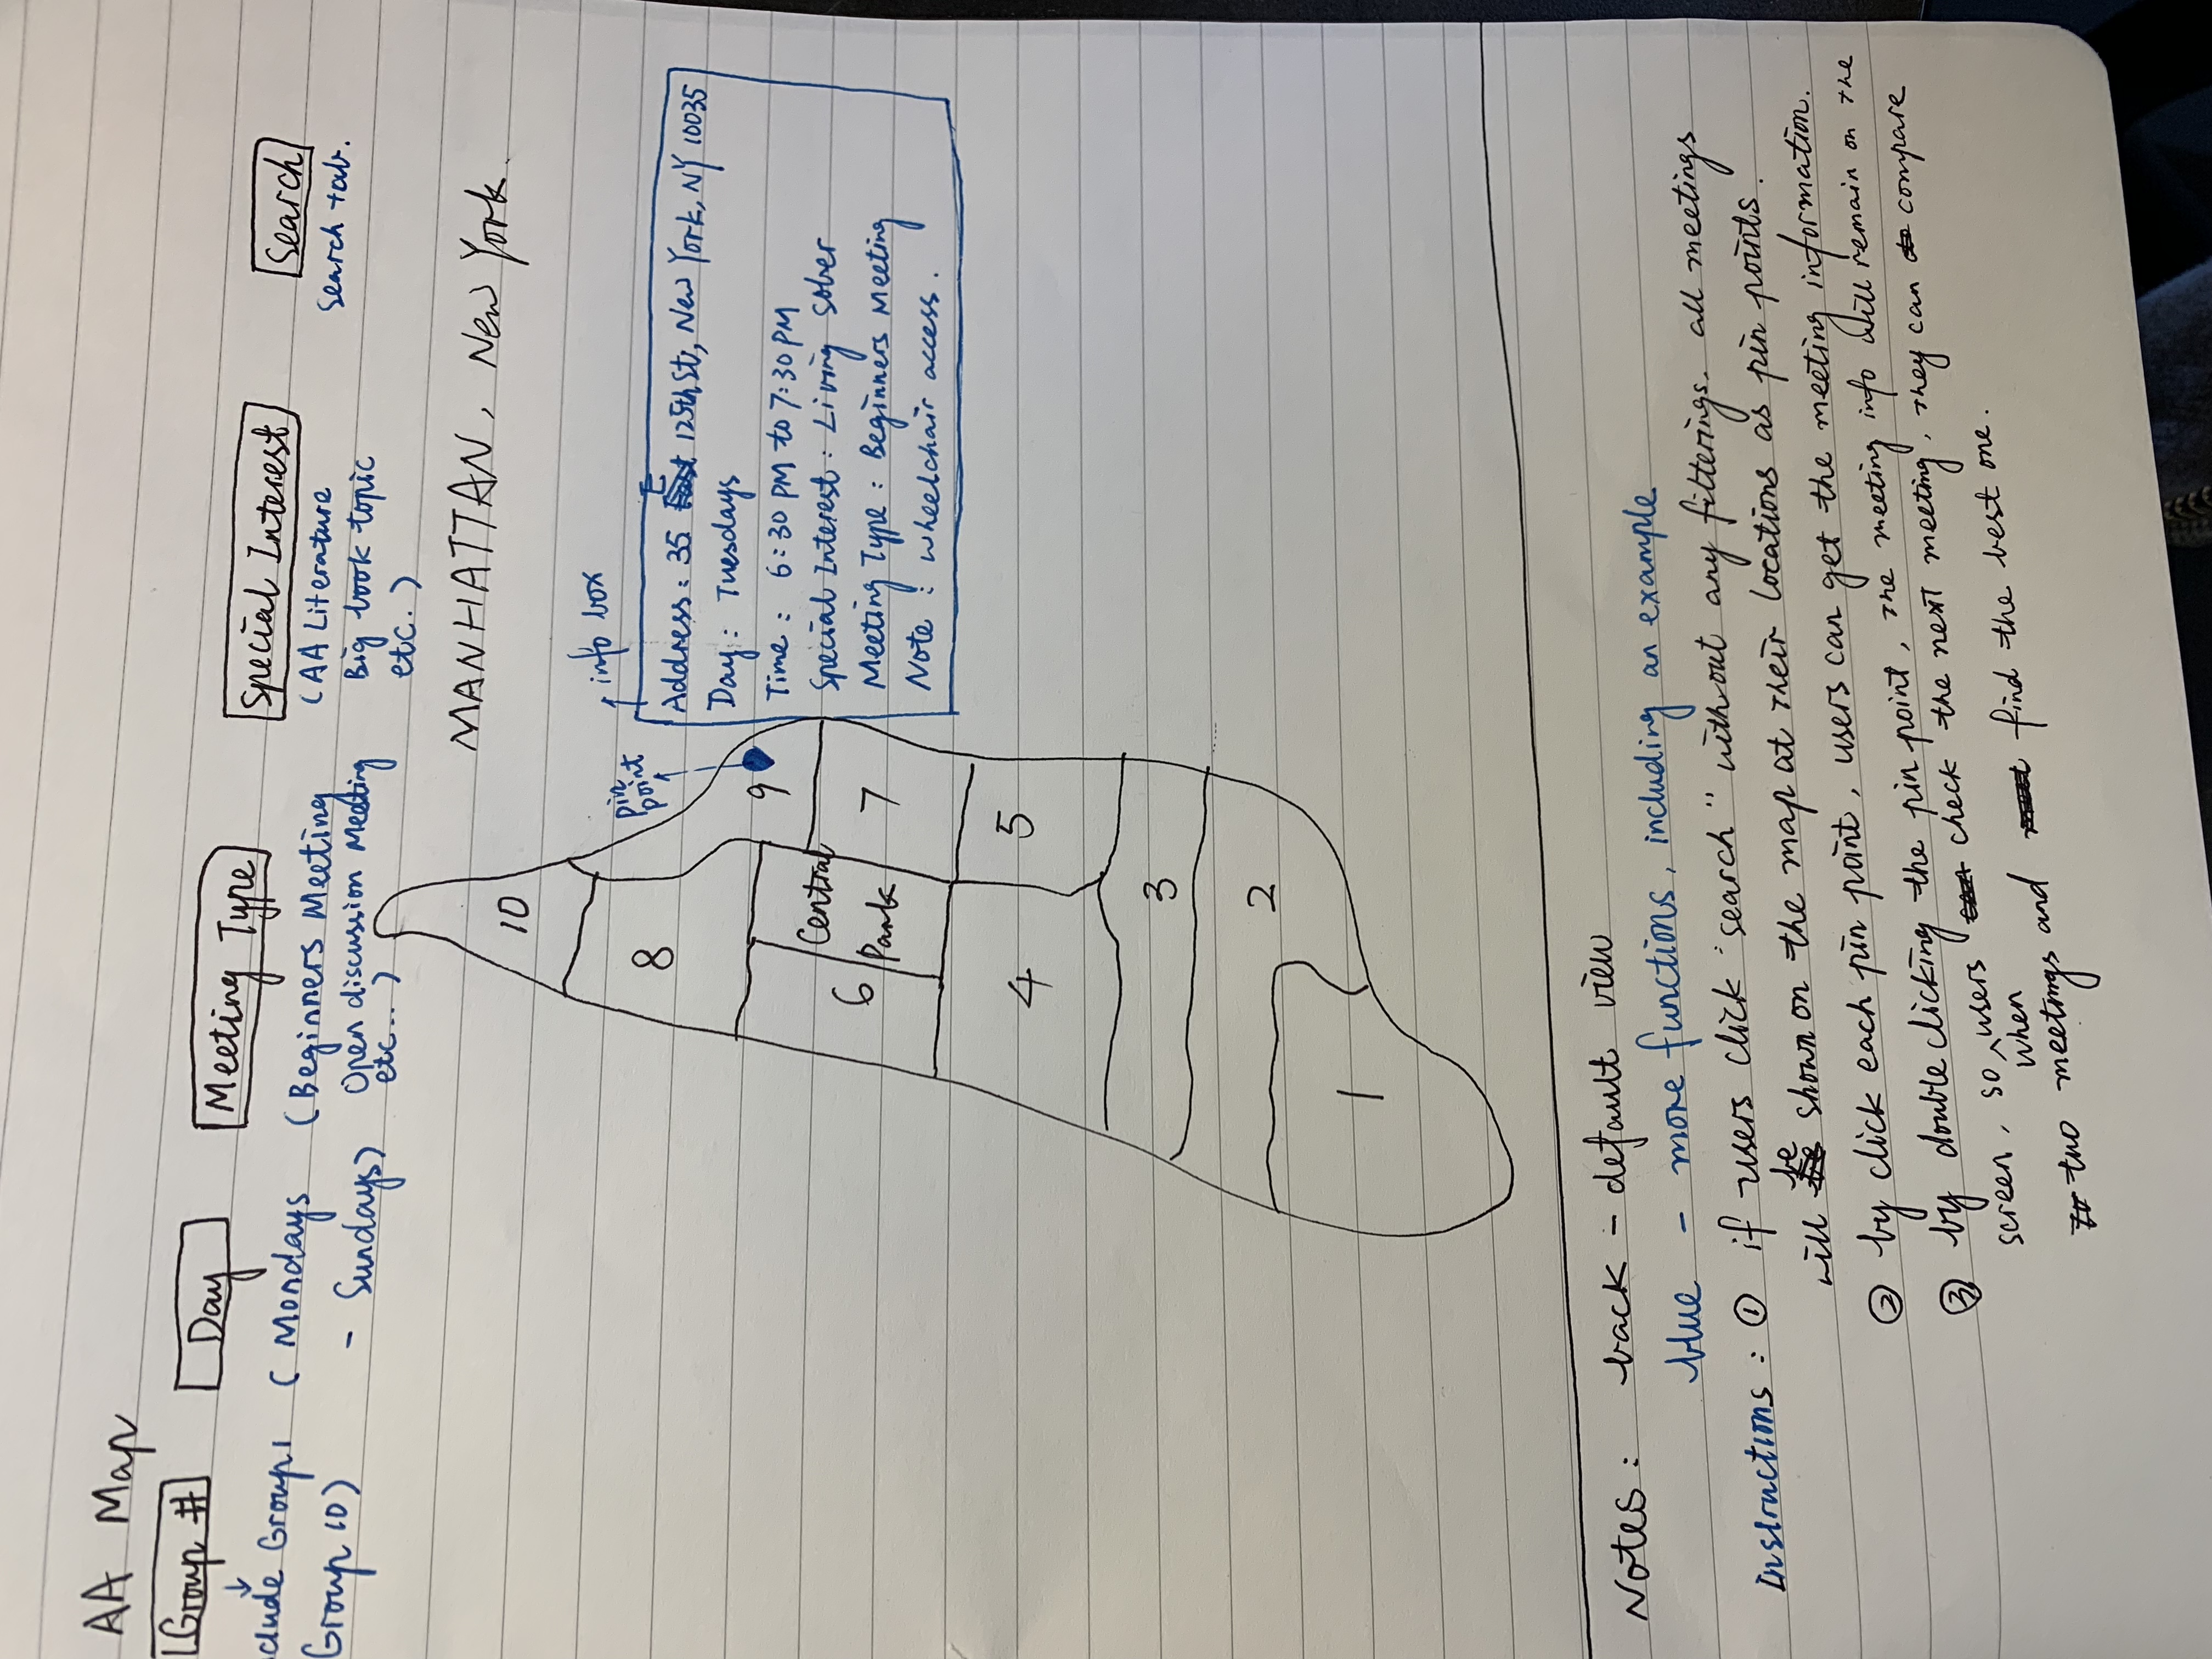 AA Map
Group #
Day
Meeting Type
Special Interest
Search
clude Group 1
Group 10)
( Mondays
- Sundays)
( Beginners Meeting
Open discussion Meeting
etc... )
( AA Literature
Big book topic
etc. )
Search tab.
MANHATTAN, New York.
10
8
pin
point
info box
9
Address: 35 E 125th St, New York, NY 10035
Day: Tuesdays
Time: 6:30 PM to 7:30 PM
Special Interest: Living Sober
Meeting Type: Beginners Meeting
Note: wheelchair access.
6
Central
Park
7
4
5
3
2
1
Notes: back - default view
blue - more functions, including an example
Instructions: ① if users click "search" without any filterings. all meetings
will be shown on the map at their locations as pin points.
② by click each pin point, users can get the meeting information.
③ by double clicking the pin point, the meeting info will remain on the
screen, so when users check the next meeting, they can compare
two meetings and find the best one.